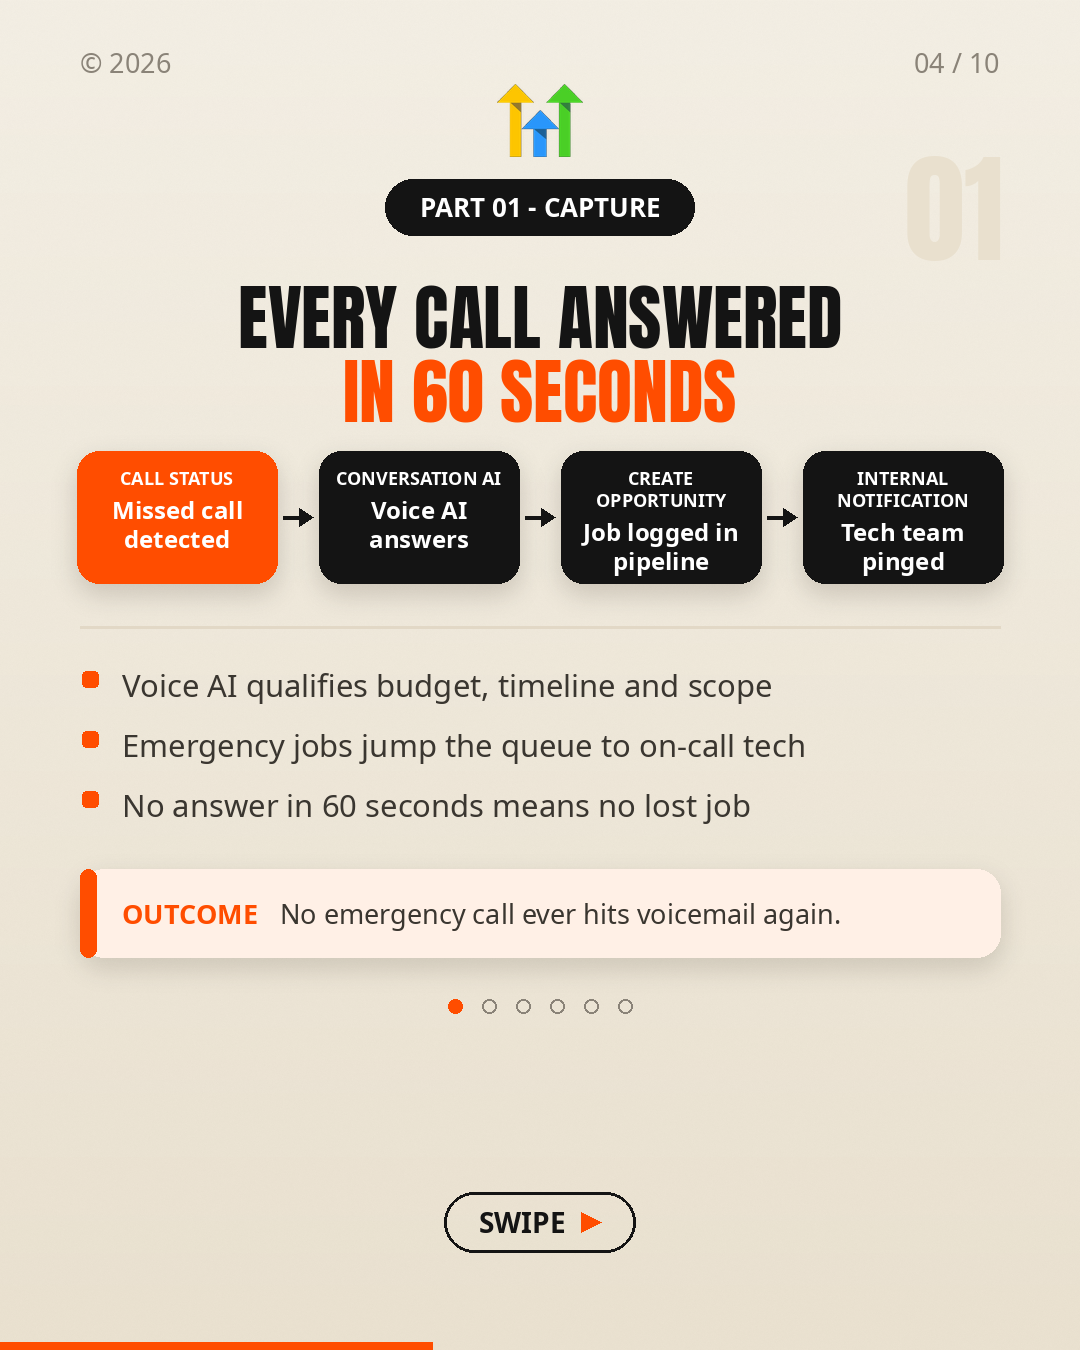 © 2026
04 / 10
PART 01 - CAPTURE
01
EVERY CALL ANSWERED
IN 60 SECONDS
CALL STATUS
Missed call
detected
CONVERSATION AI
Voice AI
answers
CREATE
OPPORTUNITY
Job logged in
pipeline
INTERNAL
NOTIFICATION
Tech team
pinged
Voice AI qualifies budget, timeline and scope
Emergency jobs jump the queue to on-call tech
No answer in 60 seconds means no lost job
OUTCOME No emergency call ever hits voicemail again.
SWIPE